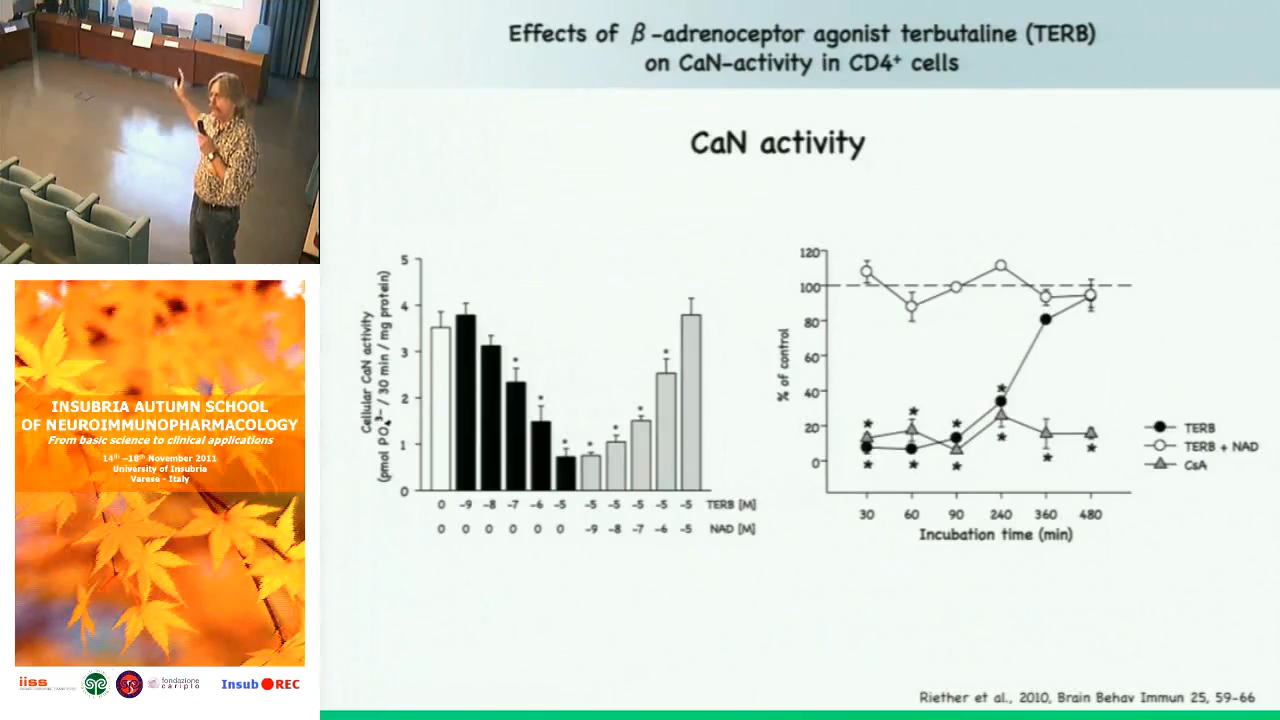 Effects of β-adrenoceptor agonist terbutaline (TERB)
on CaN-activity in CD4⁺ cells
CaN activity
Cellular CaN activity
(pmol PO₄³⁻ / 30 min / mg protein)
5
4
3
2
1
0
0 -9 -8 -7 -6 -5 -5 -5 -5 -5 -5 TERB [M]
0 0 0 0 0 0 -9 -8 -7 -6 -5 NAD [M]
% of control
120
100
80
60
40
20
0
30 60 90 240 360 480
Incubation time (min)
TERB
TERB + NAD
CsA
Riether et al., 2010, Brain Behav Immun 25, 59-66
INSUBRIA AUTUMN SCHOOL
OF NEUROIMMUNOPHARMACOLOGY
From basic science to clinical applications
14th –18th November 2011
University of Insubria
Varese - Italy
iiss
fondazione
cariplo
Insub REC